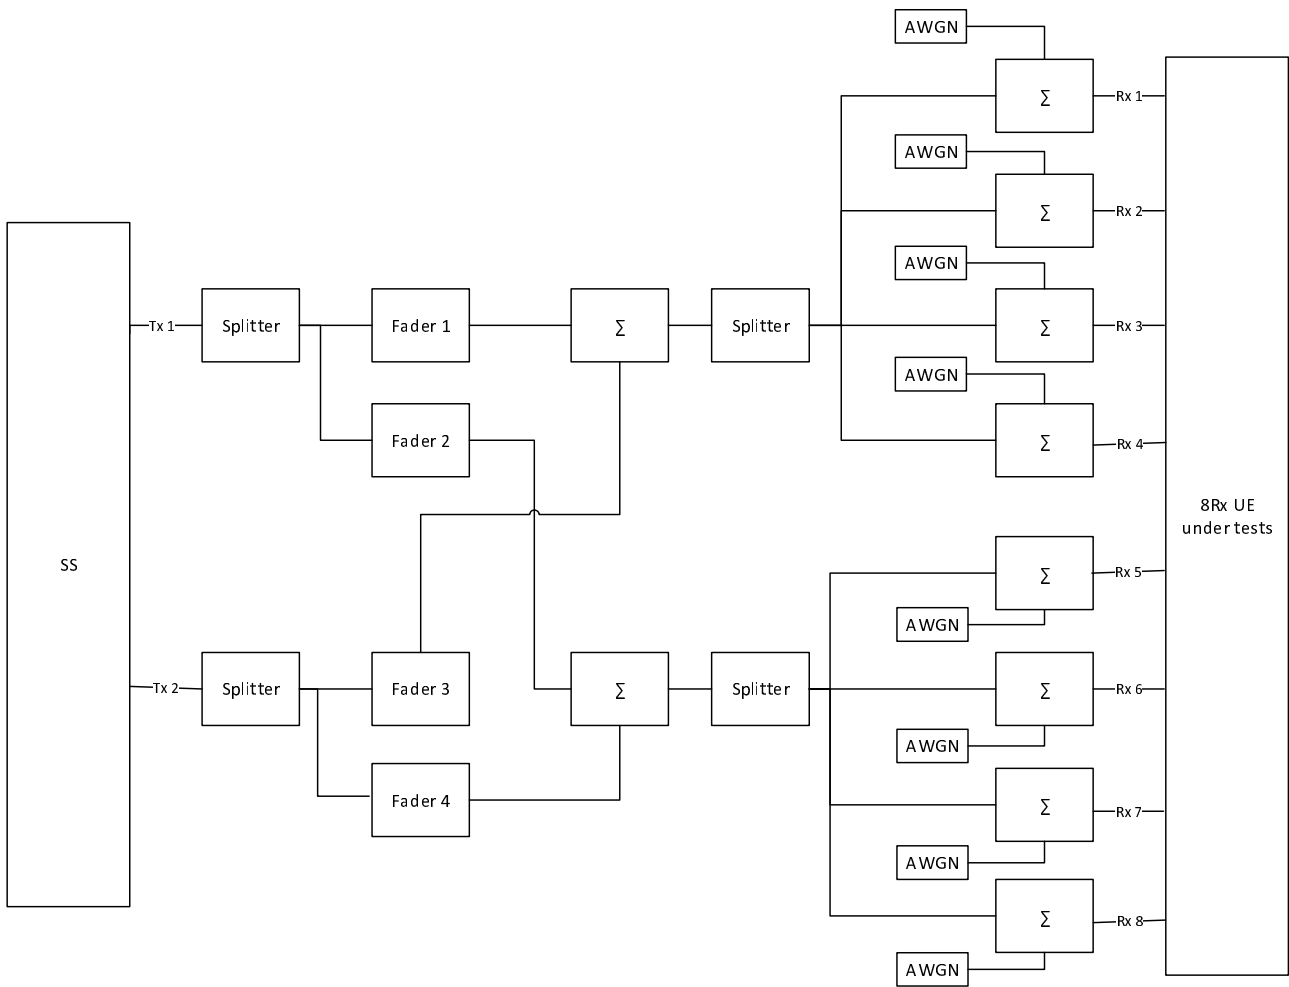 AWGN
∑
Rx 1
AWGN
∑
Rx 2
AWGN
∑
Rx 3
AWGN
∑
Rx 4
Tx 1
Splitter
Fader 1
∑
Splitter
Fader 2
SS
8Rx UE
under tests
∑
Rx 5
AWGN
Tx 2
Splitter
Fader 3
∑
Splitter
∑
Rx 6
AWGN
Fader 4
∑
Rx 7
AWGN
∑
Rx 8
AWGN